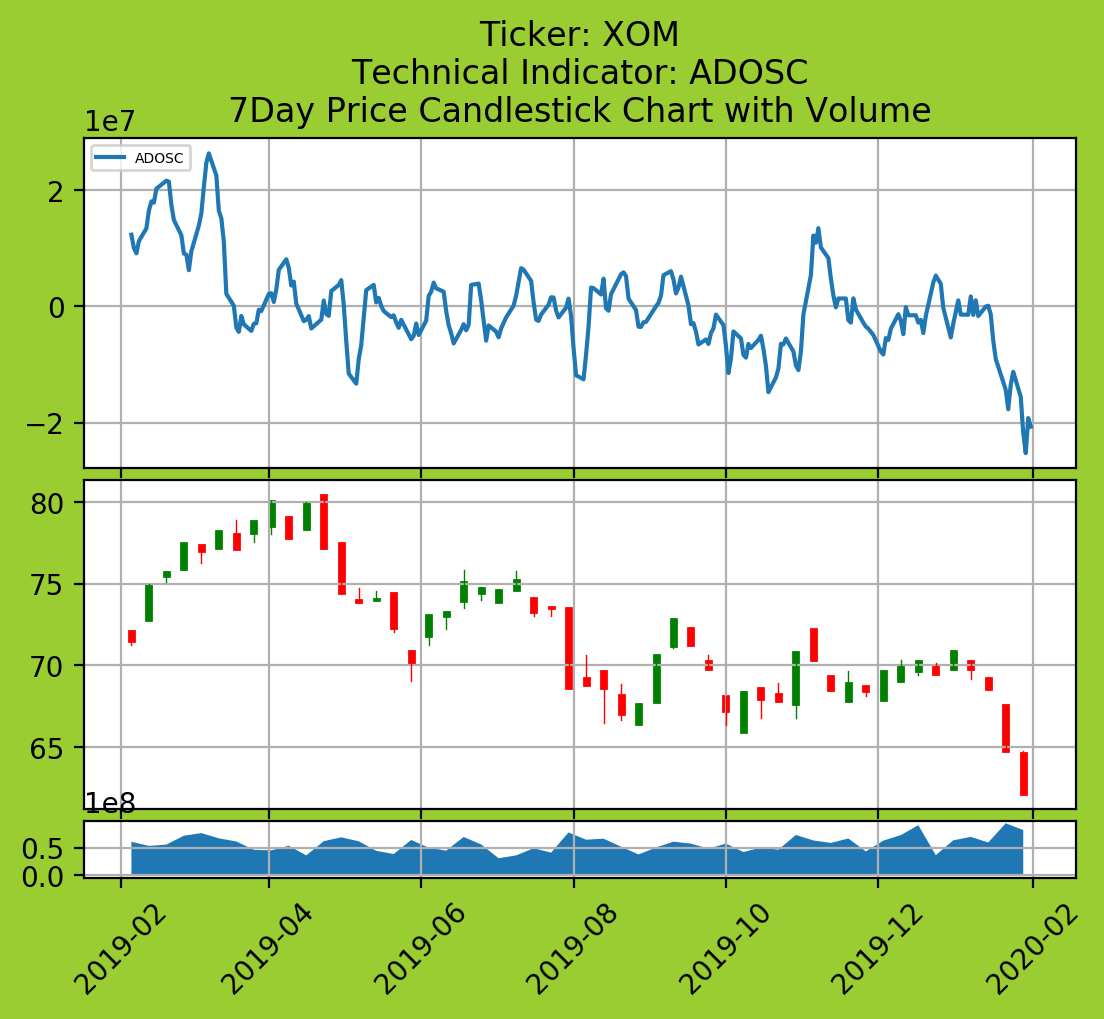 Ticker: XOM
Technical Indicator: ADOSC
7Day Price Candlestick Chart with Volume
1e7
ADOSC
2
0
−2
80
75
70
65
1e8
0.5
0.0
2019-02
2019-04
2019-06
2019-08
2019-10
2019-12
2020-02